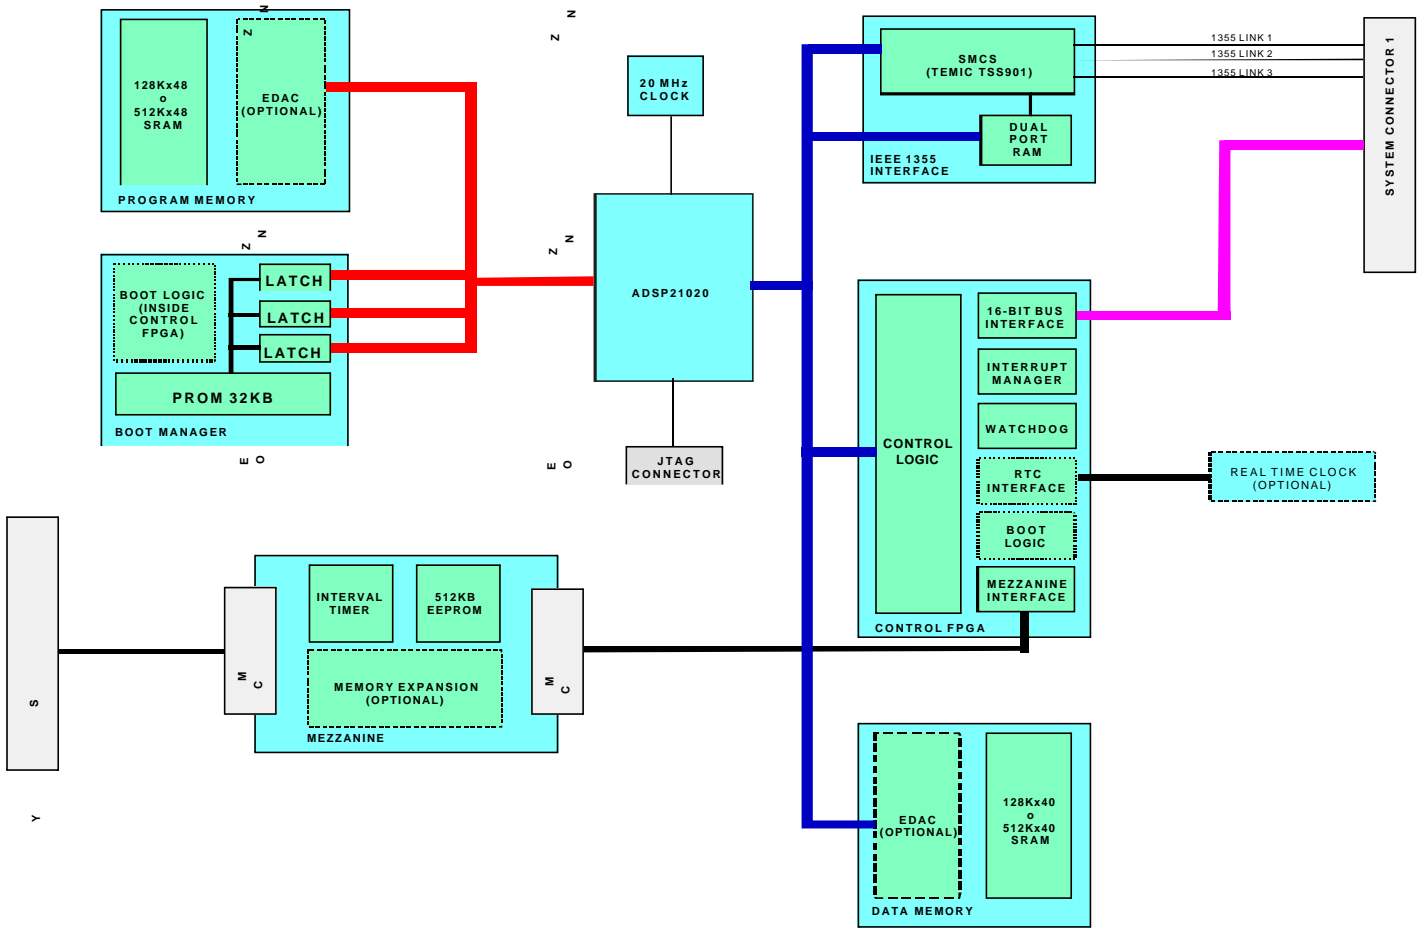 128Kx48
o
512Kx48
SRAM
EDAC
(OPTIONAL)
PROGRAM MEMORY
Z
N
Z
N
20 MHz
CLOCK
SMCS
(TEMIC TSS901)
DUAL
PORT
RAM
IEEE 1355
INTERFACE
1355 LINK 1
1355 LINK 2
1355 LINK 3
SYSTEM CONNECTOR 1
Z
N
Z
N
BOOT LOGIC
(INSIDE
CONTROL
FPGA)
LATCH
LATCH
LATCH
PROM 32KB
BOOT MANAGER
E
O
E
O
ADSP21020
JTAG
CONNECTOR
CONTROL
LOGIC
16-BIT BUS
INTERFACE
INTERRUPT
MANAGER
WATCHDOG
RTC
INTERFACE
BOOT
LOGIC
MEZZANINE
INTERFACE
CONTROL FPGA
REAL TIME CLOCK
(OPTIONAL)
S
Y
M
C
INTERVAL
TIMER
512KB
EEPROM
MEMORY EXPANSION
(OPTIONAL)
MEZZANINE
M
C
EDAC
(OPTIONAL)
128Kx40
o
512Kx40
SRAM
DATA MEMORY